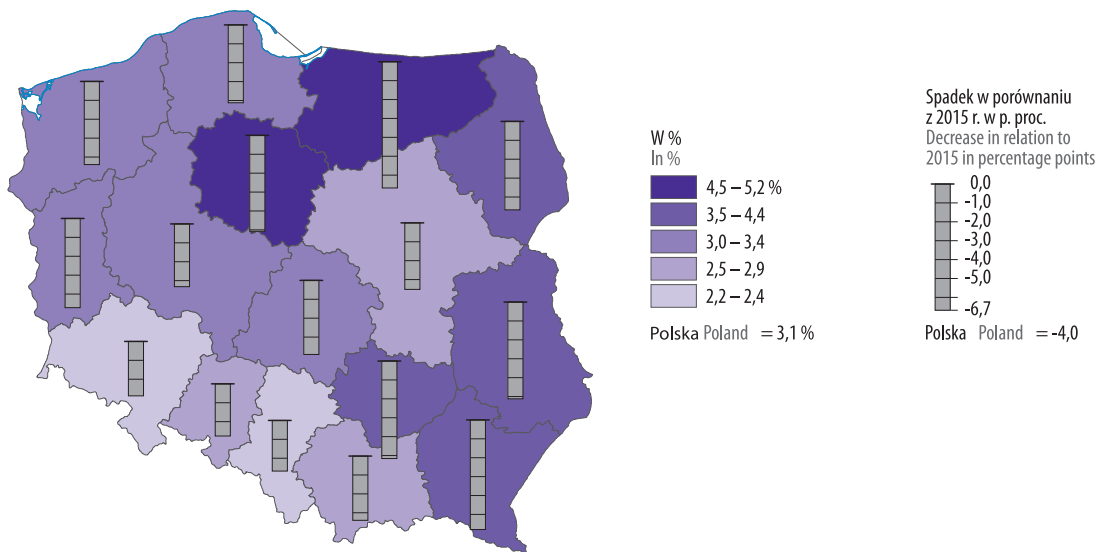 W %
In %
4,5 – 5,2 %
3,5 – 4,4
3,0 – 3,4
2,5 – 2,9
2,2 – 2,4
Polska Poland = 3,1 %
Spadek w porównaniu
z 2015 r. w p. proc.
Decrease in relation to
2015 in percentage points
0,0
-1,0
-2,0
-3,0
-4,0
-5,0
-6,7
Polska Poland = -4,0